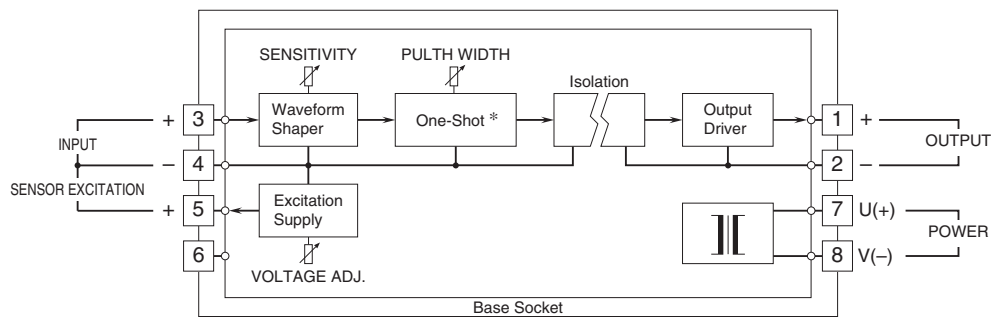 SENSITIVITY
PULTH WIDTH
Isolation
Waveform
Shaper
One-Shot *
Output
Driver
+ 3
1 +
INPUT
OUTPUT
− 4
2 −
SENSOR EXCITATION
+ 5
Excitation
Supply
7 U(+)
POWER
6
8 V(−)
VOLTAGE ADJ.
Base Socket